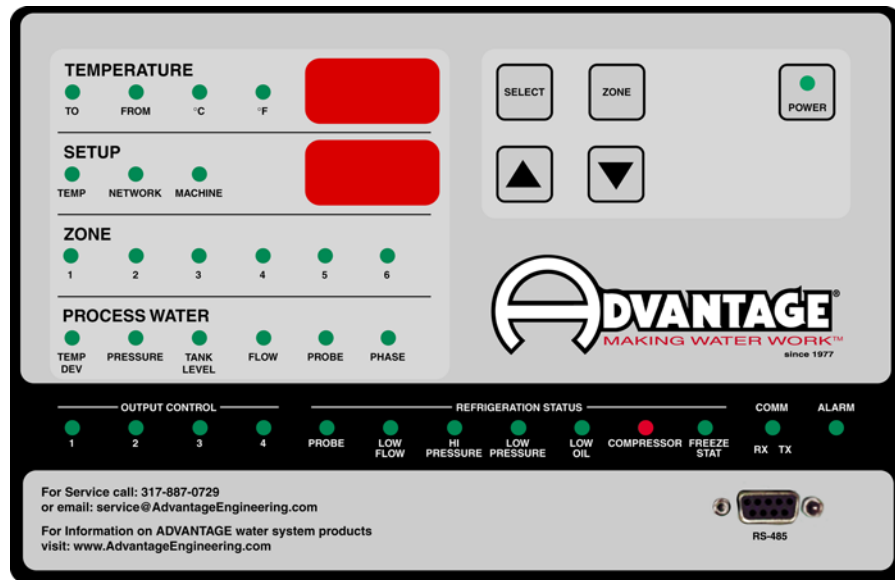 TEMPERATURE
TO FROM °C °F
SETUP
TEMP NETWORK MACHINE
ZONE
1 2 3 4 5 6
PROCESS WATER
TEMP DEV PRESSURE TANK LEVEL FLOW PROBE PHASE
SELECT ZONE POWER
ADVANTAGE®
MAKING WATER WORK™
since 1977
OUTPUT CONTROL
1 2 3 4
REFRIGERATION STATUS
PROBE LOW FLOW HI PRESSURE LOW PRESSURE LOW OIL COMPRESSOR FREEZE STAT
COMM
RX TX
ALARM
For Service call: 317-887-0729
or email: service@AdvantageEngineering.com
For Information on ADVANTAGE water system products
visit: www.AdvantageEngineering.com
RS-485